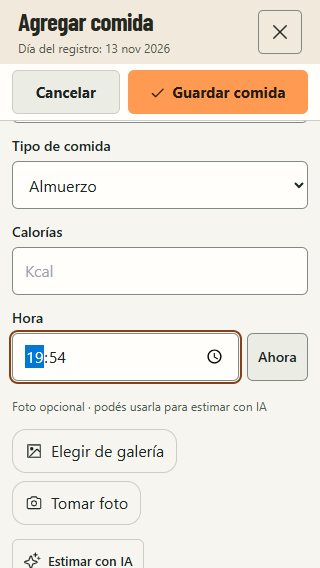 Agregar comida
Día del registro: 13 nov 2026
Cancelar
Guardar comida
Tipo de comida
Almuerzo
Calorías
Kcal
Hora
19:54
Ahora
Foto opcional · podés usarla para estimar con IA
Elegir de galería
Tomar foto
Estimar con IA